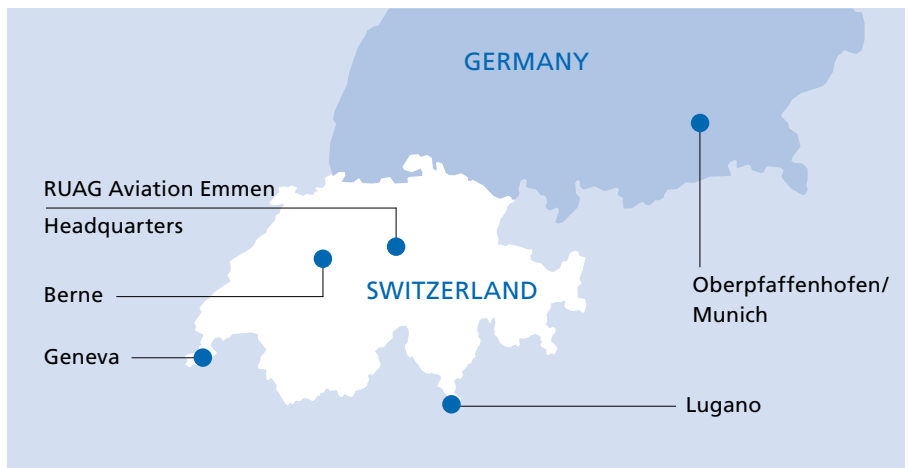 GERMANY
RUAG Aviation Emmen
Headquarters
Berne
SWITZERLAND
Oberpfaffenhofen/
Munich
Geneva
Lugano